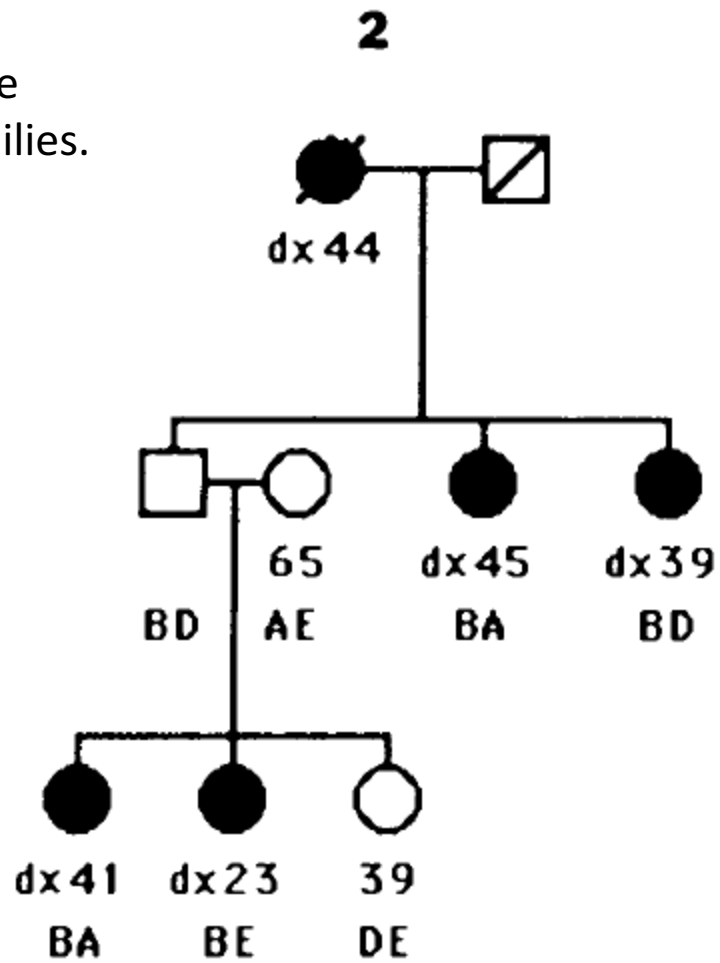 2
e
ilies.
dx 44
65 dx 45 dx 39
BD AE BA BD
dx 41 dx 23 39
BA BE DE